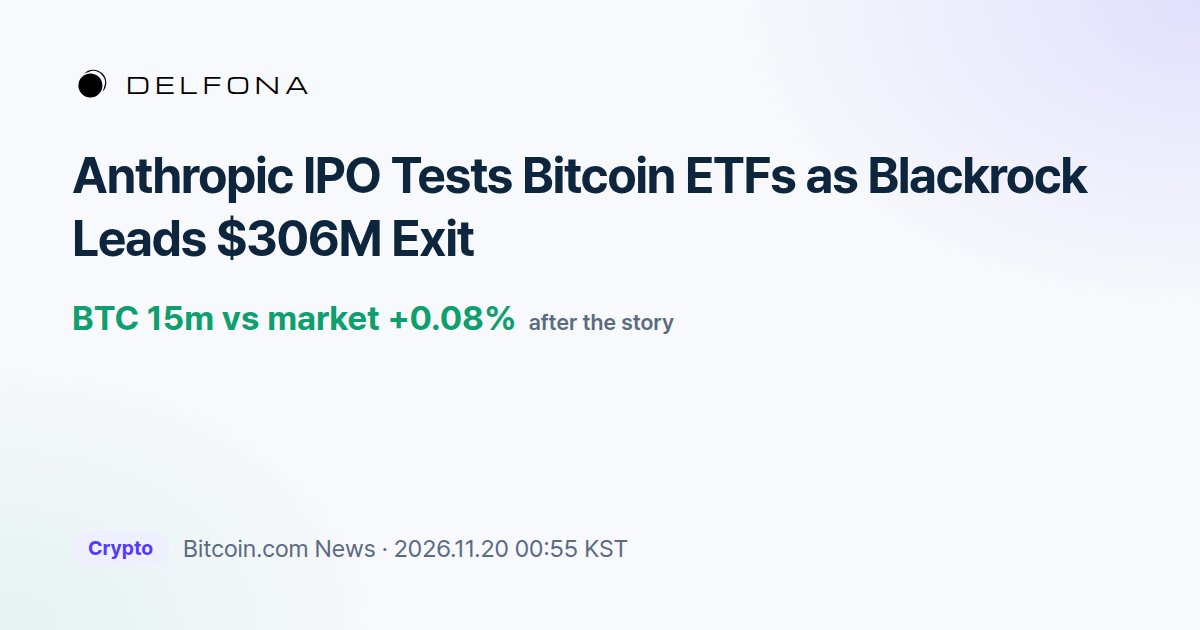 DELFONA
Anthropic IPO Tests Bitcoin ETFs as Blackrock
Leads $306M Exit
BTC 15m vs market +0.08% after the story
Crypto Bitcoin.com News · 2026.11.20 00:55 KST